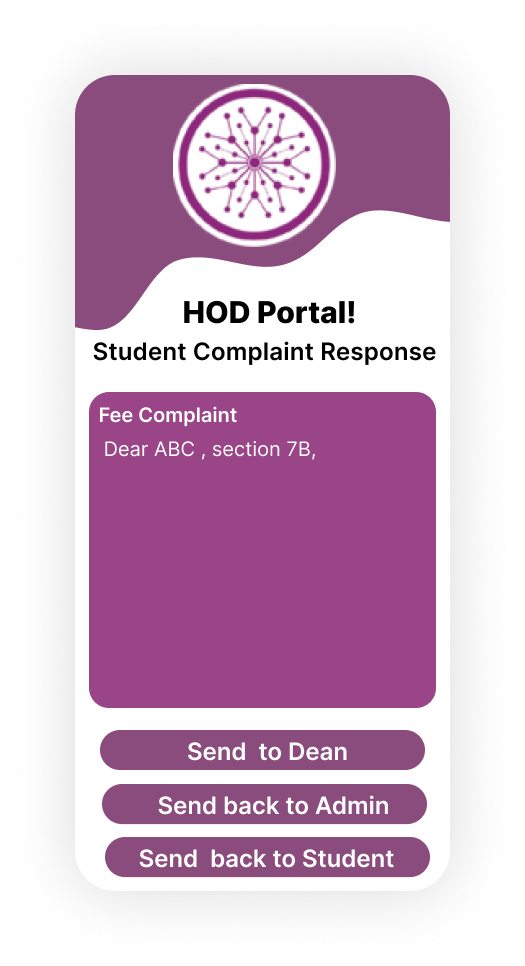 HOD Portal!
Student Complaint Response
Fee Complaint
Dear ABC , section 7B,
Send  to Dean
Send back to Admin
Send  back to Student